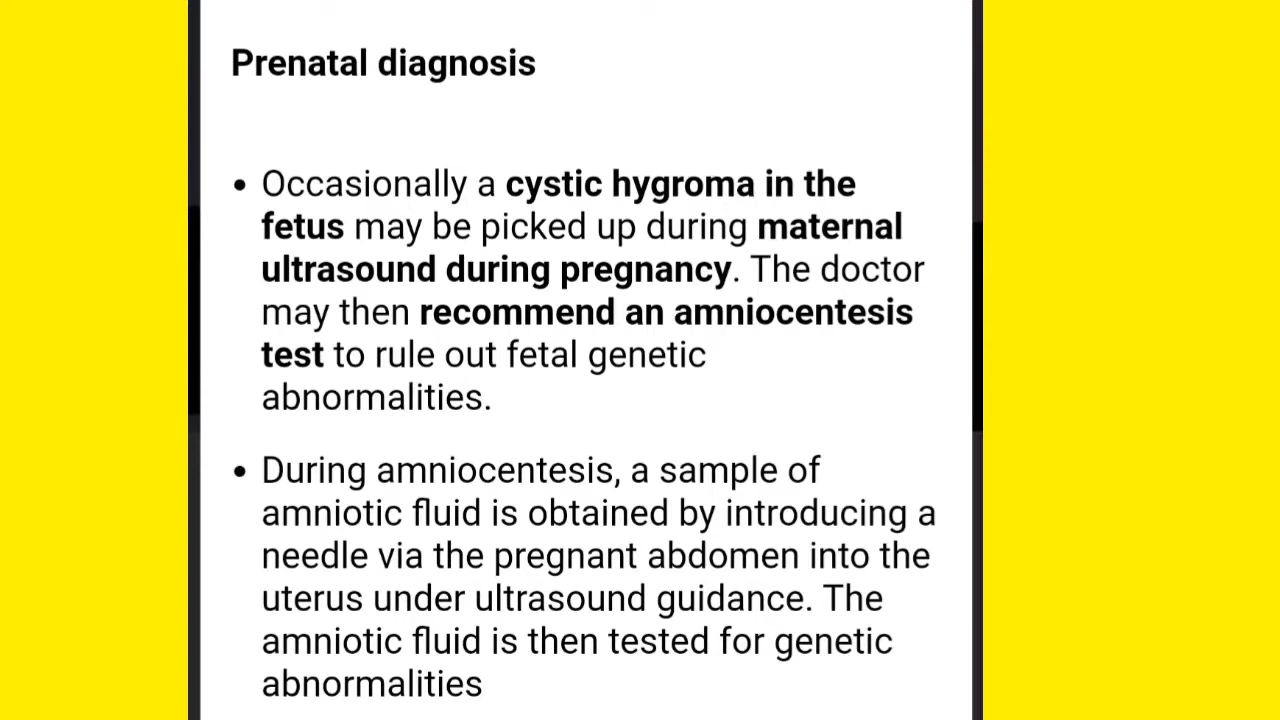 Prenatal diagnosis
• Occasionally a cystic hygroma in the
fetus may be picked up during maternal
ultrasound during pregnancy. The doctor
may then recommend an amniocentesis
test to rule out fetal genetic
abnormalities.
• During amniocentesis, a sample of
amniotic fluid is obtained by introducing a
needle via the pregnant abdomen into the
uterus under ultrasound guidance. The
amniotic fluid is then tested for genetic
abnormalities